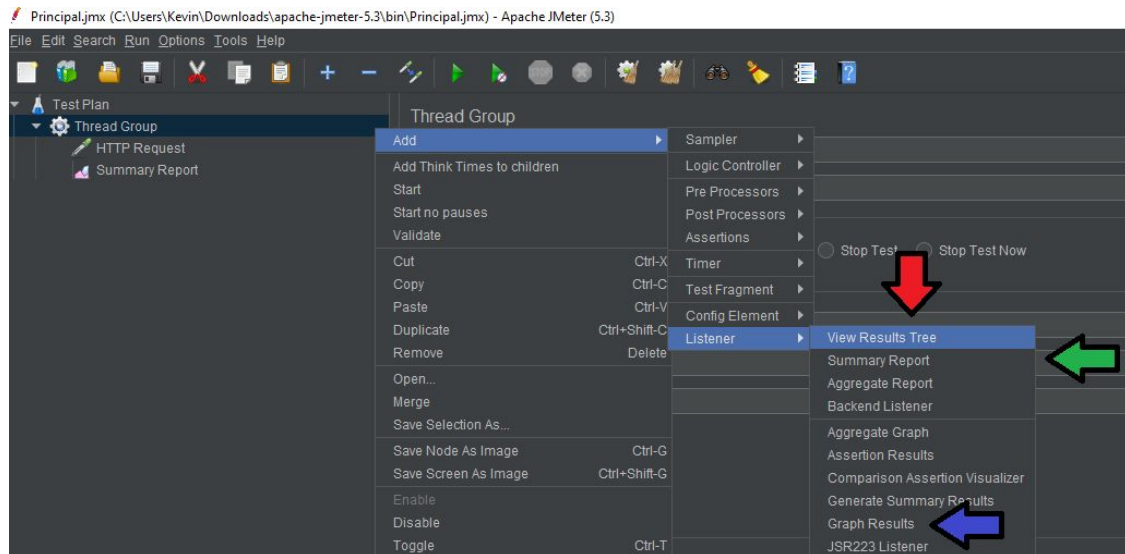 Principal.jmx (C:\Users\Kevin\Downloads\apache-jmeter-5.3\bin\Principal.jmx) - Apache JMeter (5.3)
File Edit Search Run Options Tools Help
STOP
Test Plan
Thread Group
HTTP Request
Summary Report
Thread Group
Add
Add Think Times to children
Start
Start no pauses
Validate
Cut Ctrl-X
Copy Ctrl-C
Paste Ctrl-V
Duplicate Ctrl+Shift-C
Remove Delete
Open...
Merge
Save Selection As...
Save Node As Image Ctrl-G
Save Screen As Image Ctrl+Shift-G
Enable
Disable
Toggle Ctrl-T
Sampler
Logic Controller
Pre Processors
Post Processors
Assertions
Timer
Test Fragment
Config Element
Listener
Stop Test Stop Test Now
View Results Tree
Summary Report
Aggregate Report
Backend Listener
Aggregate Graph
Assertion Results
Comparison Assertion Visualizer
Generate Summary Results
Graph Results
JSR223 Listener